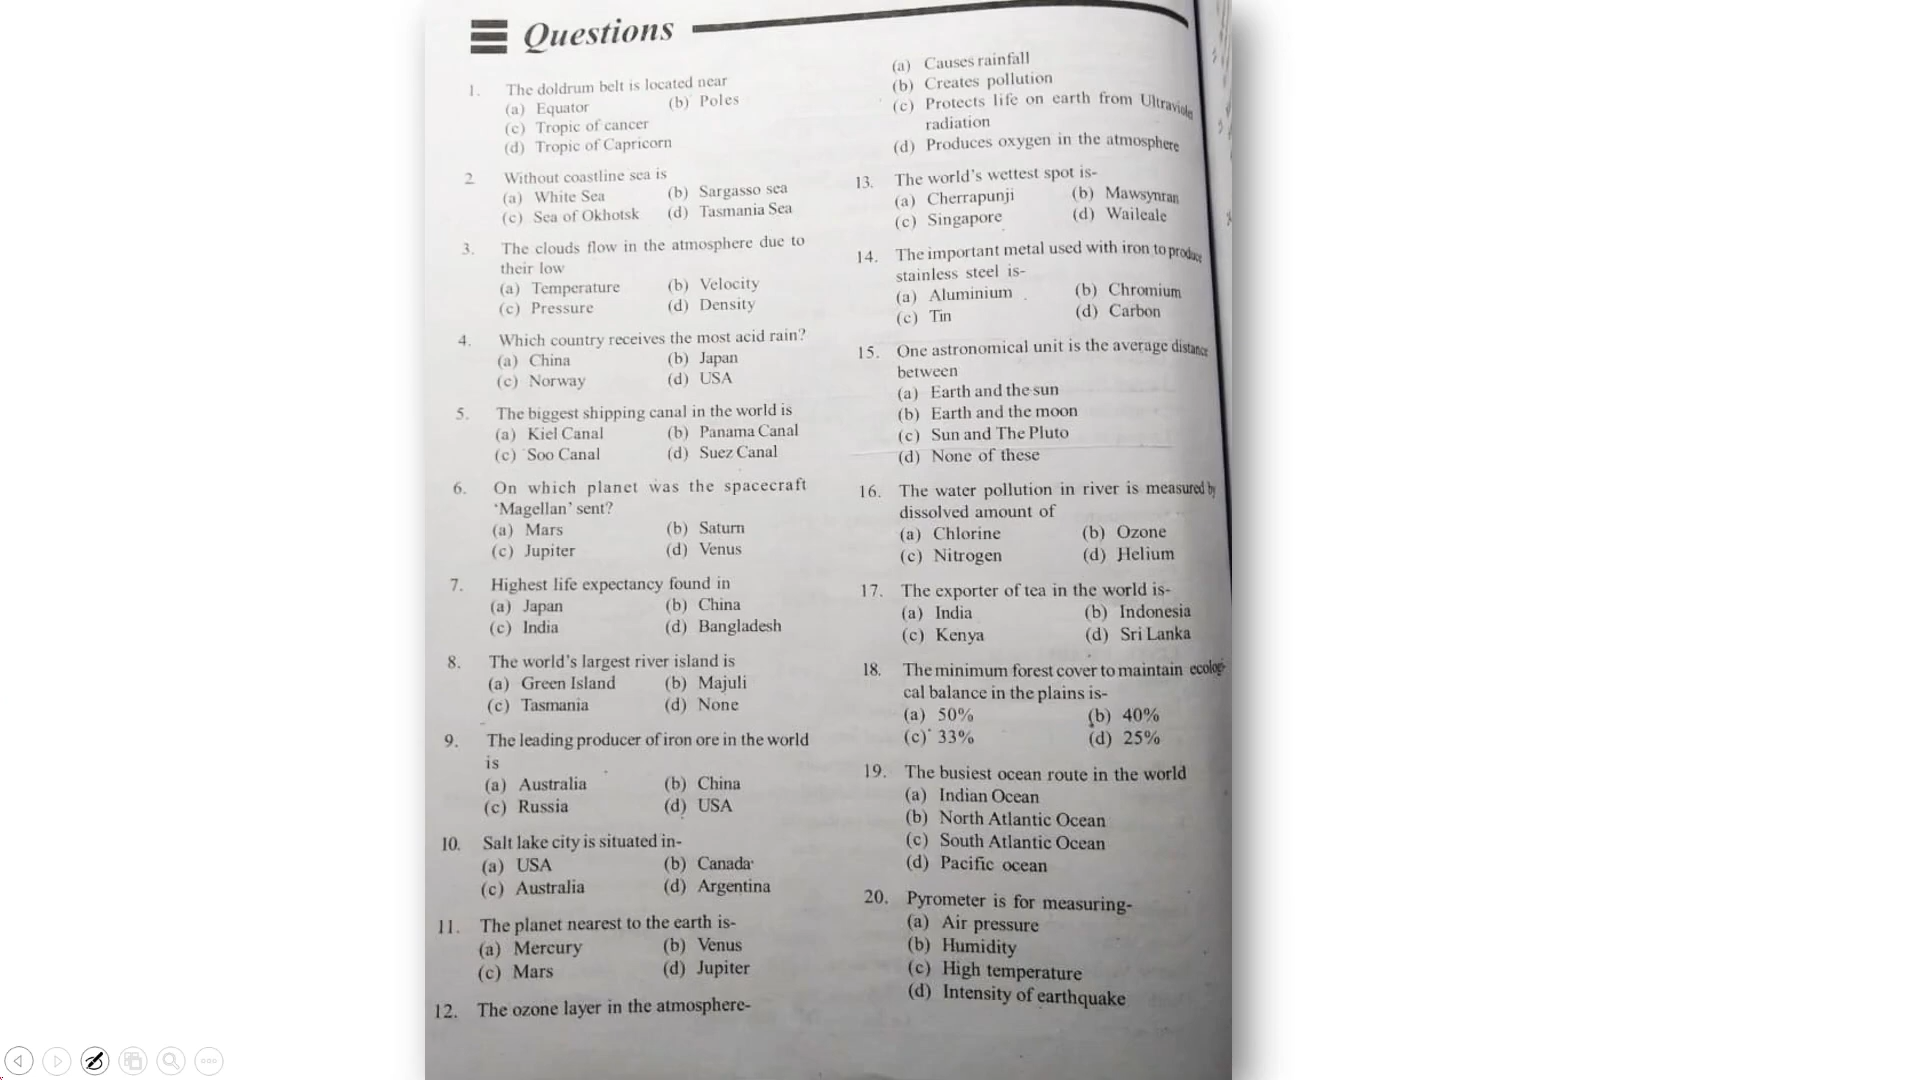 Questions
1. The doldrum belt is located near
(a) Equator (b) Poles
(c) Tropic of cancer
(d) Tropic of Capricorn
2 Without coastline sea is
(a) White Sea (b) Sargasso sea
(c) Sea of Okhotsk (d) Tasmania Sea
3. The clouds flow in the atmosphere due to
their low
(a) Temperature (b) Velocity
(c) Pressure (d) Density
4. Which country receives the most acid rain?
(a) China (b) Japan
(c) Norway (d) USA
5. The biggest shipping canal in the world is
(a) Kiel Canal (b) Panama Canal
(c) Soo Canal (d) Suez Canal
6. On which planet was the spacecraft
‘Magellan’ sent?
(a) Mars (b) Saturn
(c) Jupiter (d) Venus
7. Highest life expectancy found in
(a) Japan (b) China
(c) India (d) Bangladesh
8. The world’s largest river island is
(a) Green Island (b) Majuli
(c) Tasmania (d) None
9. The leading producer of iron ore in the world
is
(a) Australia (b) China
(c) Russia (d) USA
10. Salt lake city is situated in-
(a) USA (b) Canada
(c) Australia (d) Argentina
11. The planet nearest to the earth is-
(a) Mercury (b) Venus
(c) Mars (d) Jupiter
12. The ozone layer in the atmosphere-
(a) Causes rainfall
(b) Creates pollution
(c) Protects life on earth from Ultraviolet
radiation
(d) Produces oxygen in the atmosphere
13. The world’s wettest spot is-
(a) Cherrapunji (b) Mawsynran
(c) Singapore (d) Waileale
14. The important metal used with iron to produce
stainless steel is-
(a) Aluminium (b) Chromium
(c) Tin (d) Carbon
15. One astronomical unit is the average distance
between
(a) Earth and the sun
(b) Earth and the moon
(c) Sun and The Pluto
(d) None of these
16. The water pollution in river is measured by
dissolved amount of
(a) Chlorine (b) Ozone
(c) Nitrogen (d) Helium
17. The exporter of tea in the world is-
(a) India (b) Indonesia
(c) Kenya (d) Sri Lanka
18. The minimum forest cover to maintain ecologi-
cal balance in the plains is-
(a) 50% (b) 40%
(c) 33% (d) 25%
19. The busiest ocean route in the world
(a) Indian Ocean
(b) North Atlantic Ocean
(c) South Atlantic Ocean
(d) Pacific ocean
20. Pyrometer is for measuring-
(a) Air pressure
(b) Humidity
(c) High temperature
(d) Intensity of earthquake